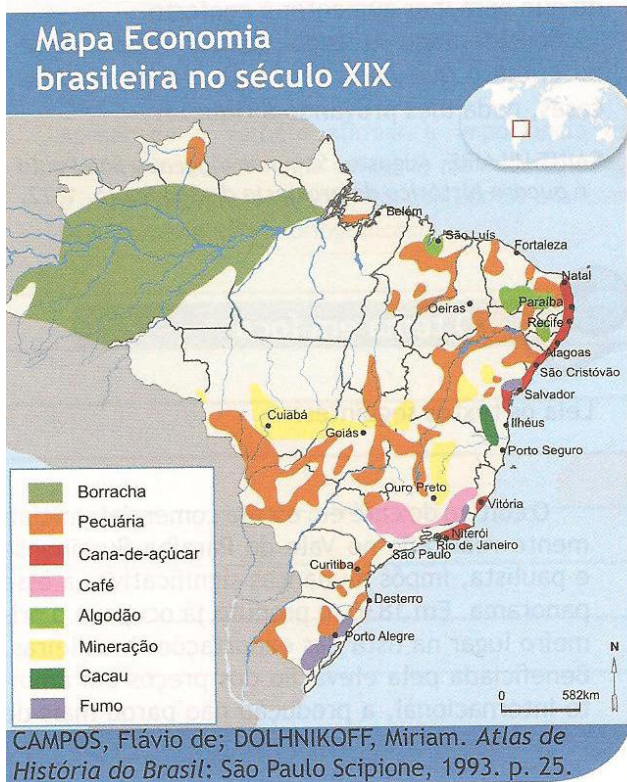 Mapa Economia
brasileira no século XIX
Belém
São Luís
Fortaleza
Natal
Paraíba
Oeiras
Recife
Alagoas
São Cristóvão
Salvador
Cuiabá
Goiás
Ilhéus
Porto Seguro
Ouro Preto
Vitória
Niterói
Rio de Janeiro
São Paulo
Curitiba
Desterro
Porto Alegre
Borracha
Pecuária
Cana-de-açúcar
Café
Algodão
Mineração
Cacau
Fumo
N
0 582km
CAMPOS, Flávio de; DOLHNIKOFF, Miriam. Atlas de
História do Brasil: São Paulo Scipione, 1993. p. 25.